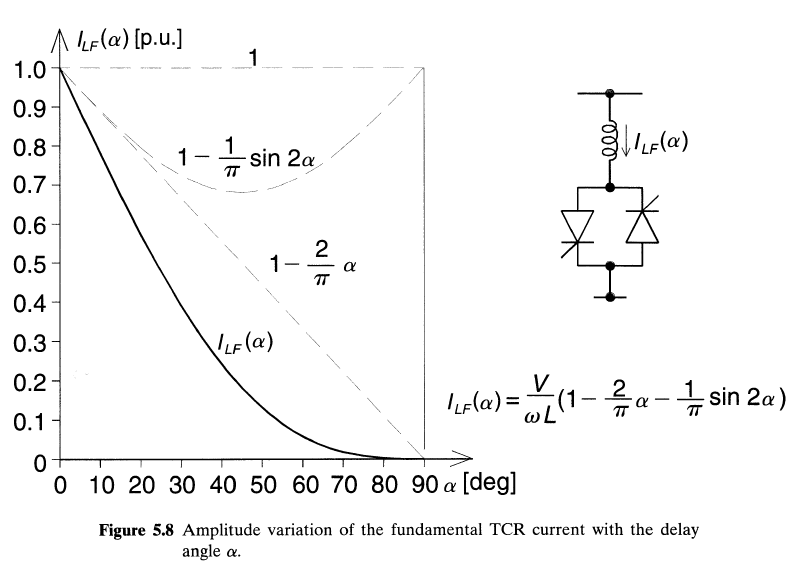 I_LF(α) [p.u.]
1
1.0
0.9
0.8
0.7
0.6
0.5
0.4
0.3
0.2
0.1
0
1 − 1/π sin 2α
1 − 2/π α
I_LF(α)
0 10 20 30 40 50 60 70 80 90 α [deg]
I_LF(α)
I_LF(α) = V/ωL (1 − 2/π α − 1/π sin 2α)
Figure 5.8 Amplitude variation of the fundamental TCR current with the delay
angle α.